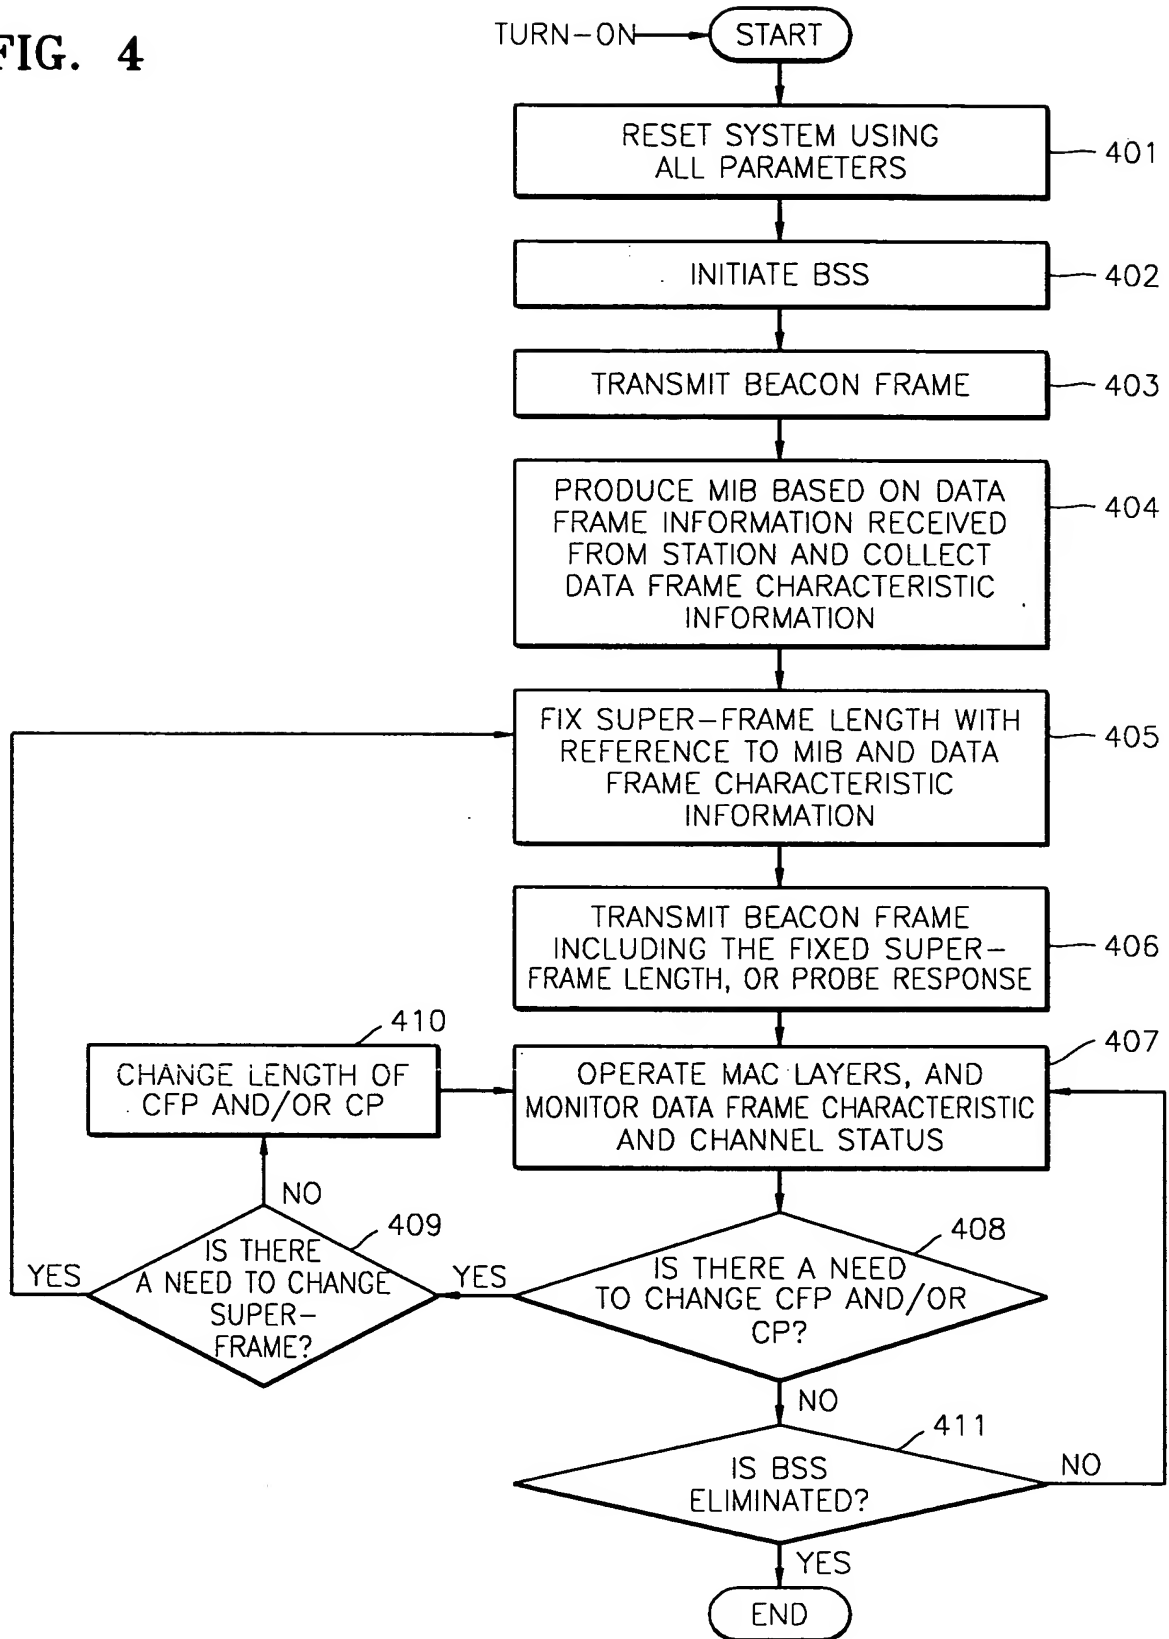 FIG. 4
TURN-ON
START
RESET SYSTEM USING
ALL PARAMETERS
401
INITIATE BSS
402
TRANSMIT BEACON FRAME
403
PRODUCE MIB BASED ON DATA
FRAME INFORMATION RECEIVED
FROM STATION AND COLLECT
DATA FRAME CHARACTERISTIC
INFORMATION
404
FIX SUPER-FRAME LENGTH WITH
REFERENCE TO MIB AND DATA
FRAME CHARACTERISTIC
INFORMATION
405
TRANSMIT BEACON FRAME
INCLUDING THE FIXED SUPER-
FRAME LENGTH, OR PROBE RESPONSE
406
410
CHANGE LENGTH OF
CFP AND/OR CP
407
OPERATE MAC LAYERS, AND
MONITOR DATA FRAME CHARACTERISTIC
AND CHANNEL STATUS
NO
409
IS THERE
A NEED TO CHANGE
SUPER-
FRAME?
YES
YES
408
IS THERE A NEED
TO CHANGE CFP AND/OR
CP?
NO
411
IS BSS
ELIMINATED?
NO
YES
END